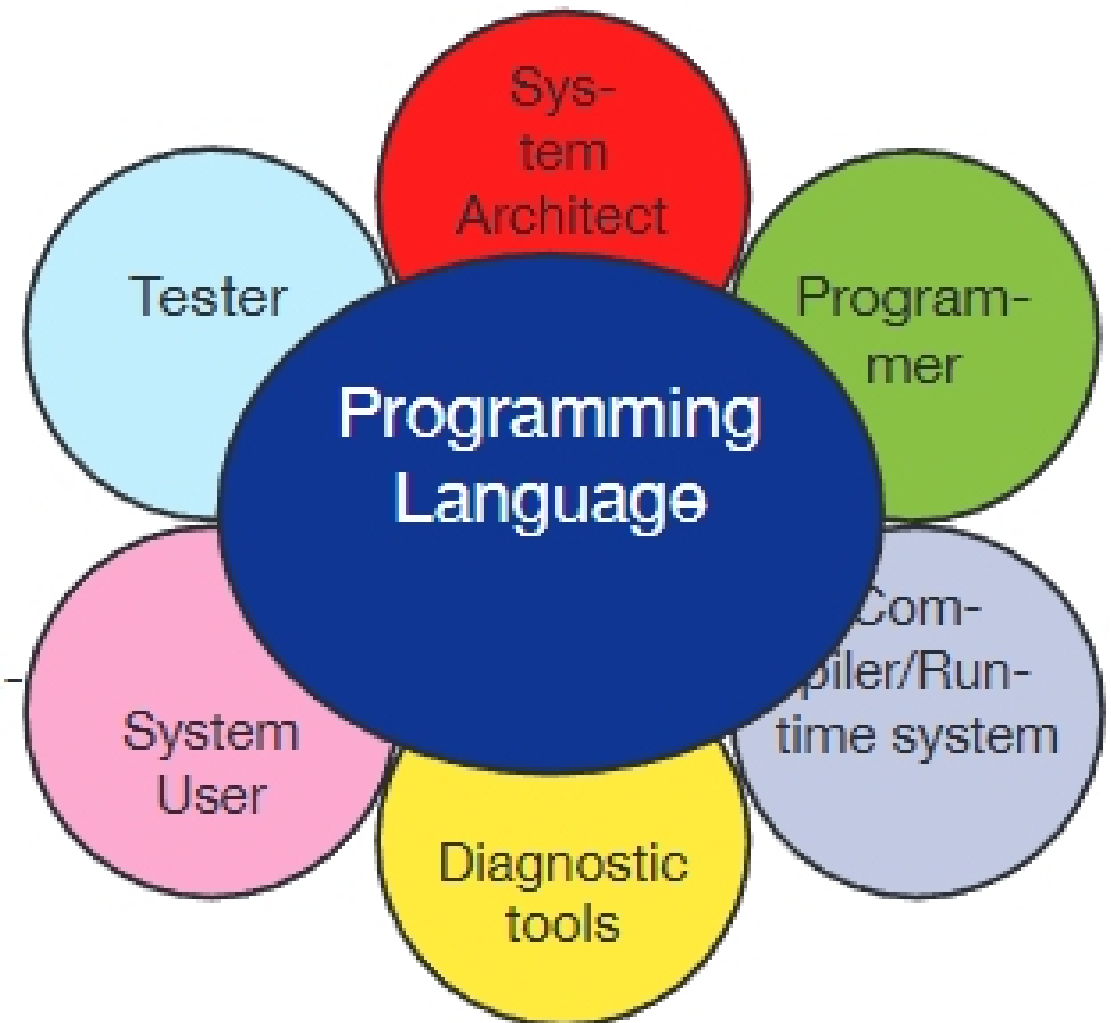 Sys-
tem
Architect
Tester
Program-
mer
Programming
Language
Com-
piler/Run-
time system
System
User
Diagnostic
tools